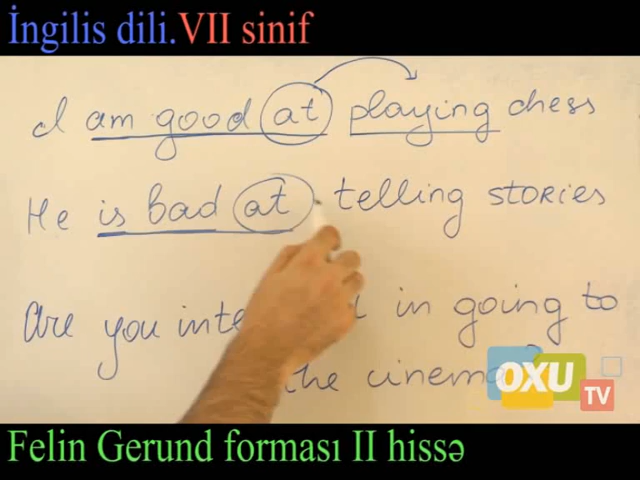 İngilis dili.VII sinif
I am good at playing chess
He is bad at telling stories
Are you in going to
the cinema
OXU
TV
Felin Gerund forması II hissə